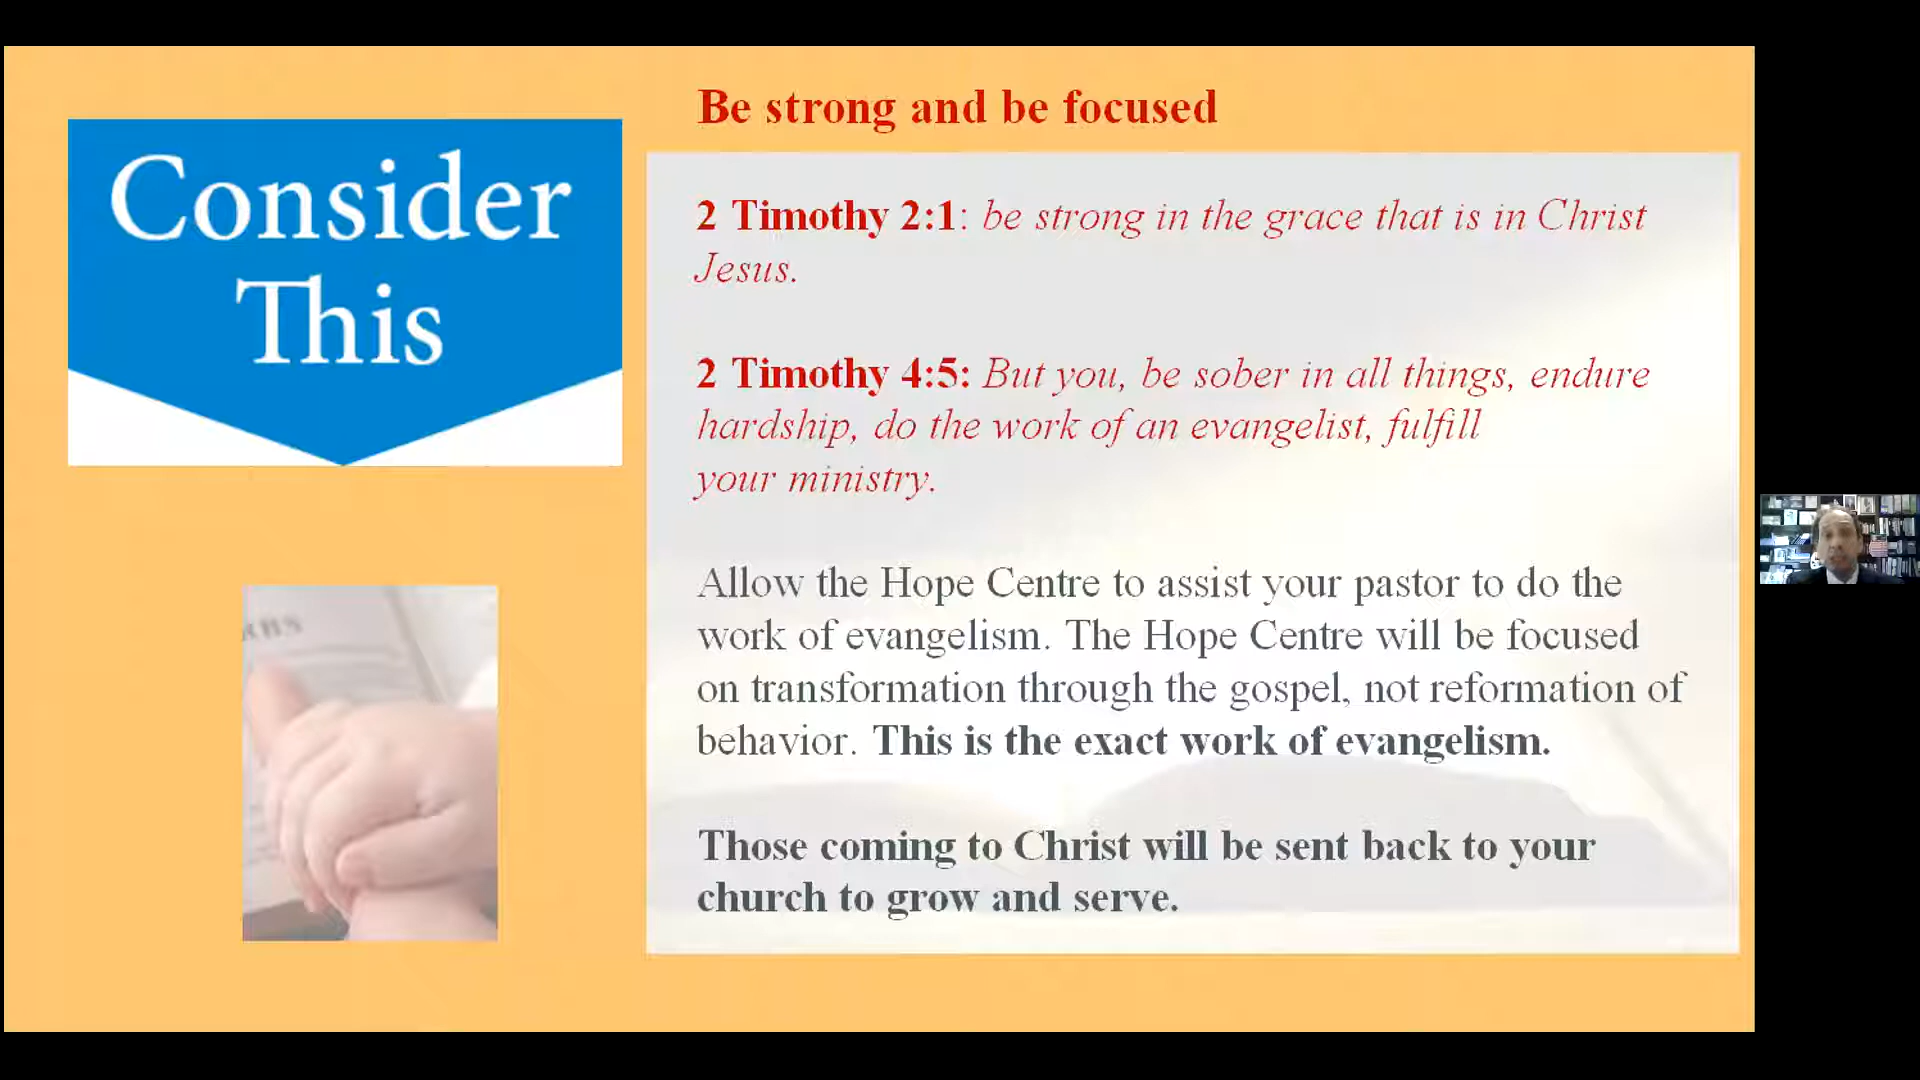 Be strong and be focused
Consider
This
2 Timothy 2:1: be strong in the grace that is in Christ
Jesus.
2 Timothy 4:5: But you, be sober in all things, endure
hardship, do the work of an evangelist, fulfill
your ministry.
Allow the Hope Centre to assist your pastor to do the
work of evangelism. The Hope Centre will be focused
on transformation through the gospel, not reformation of
behavior. This is the exact work of evangelism.
Those coming to Christ will be sent back to your
church to grow and serve.